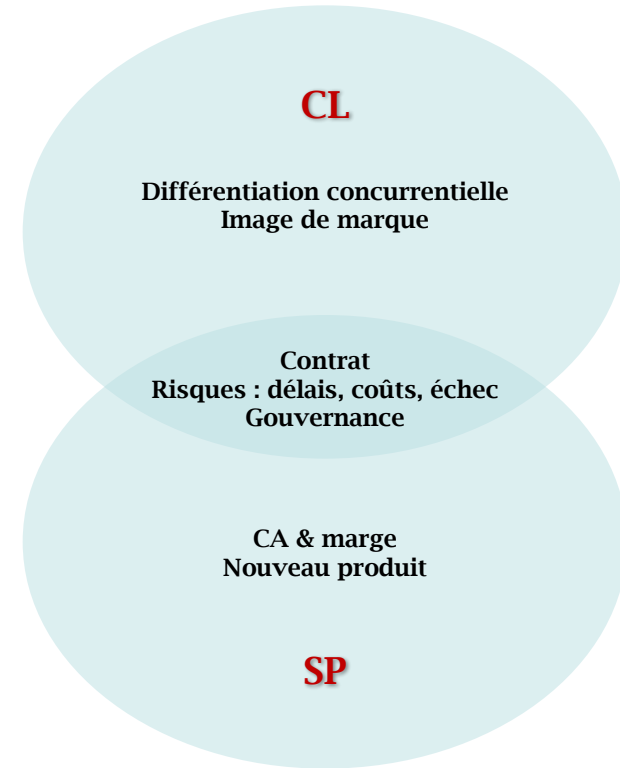 CL
Différentiation concurrentielle
Image de marque
Contrat
Risques : délais, coûts, échec
Gouvernance
CA & marge
Nouveau produit
SP